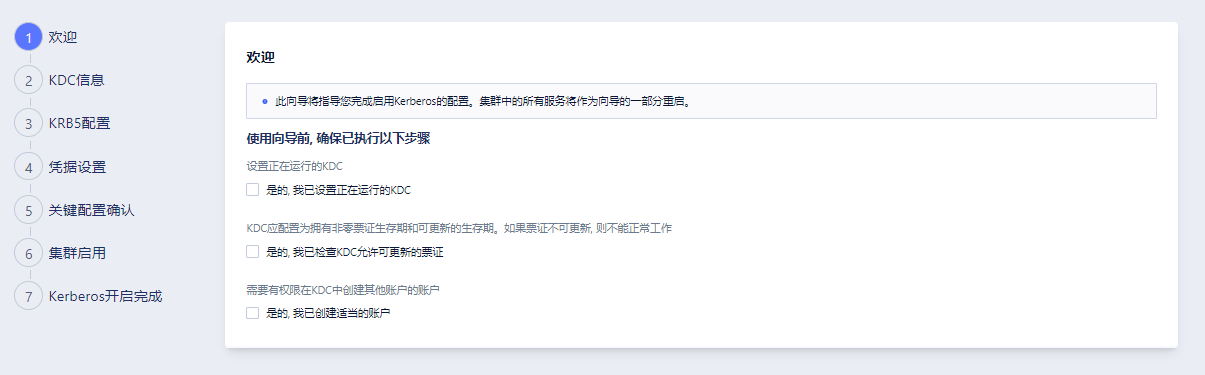 1 欢迎
2 KDC信息
3 KRB5配置
4 凭据设置
5 关键配置确认
6 集群启用
7 Kerberos开启完成
欢迎
此向导将指导您完成启用Kerberos的配置。集群中的所有服务将作为向导的一部分重启。
使用向导前, 确保已执行以下步骤
设置正在运行的KDC
是的, 我已设置正在运行的KDC
KDC应配置为拥有非零票证生存期和可更新的生存期。如果票证不可更新, 则不能正常工作
是的, 我已检查KDC允许可更新的票证
需要有权限在KDC中创建其他账户的账户
是的, 我已创建适当的账户